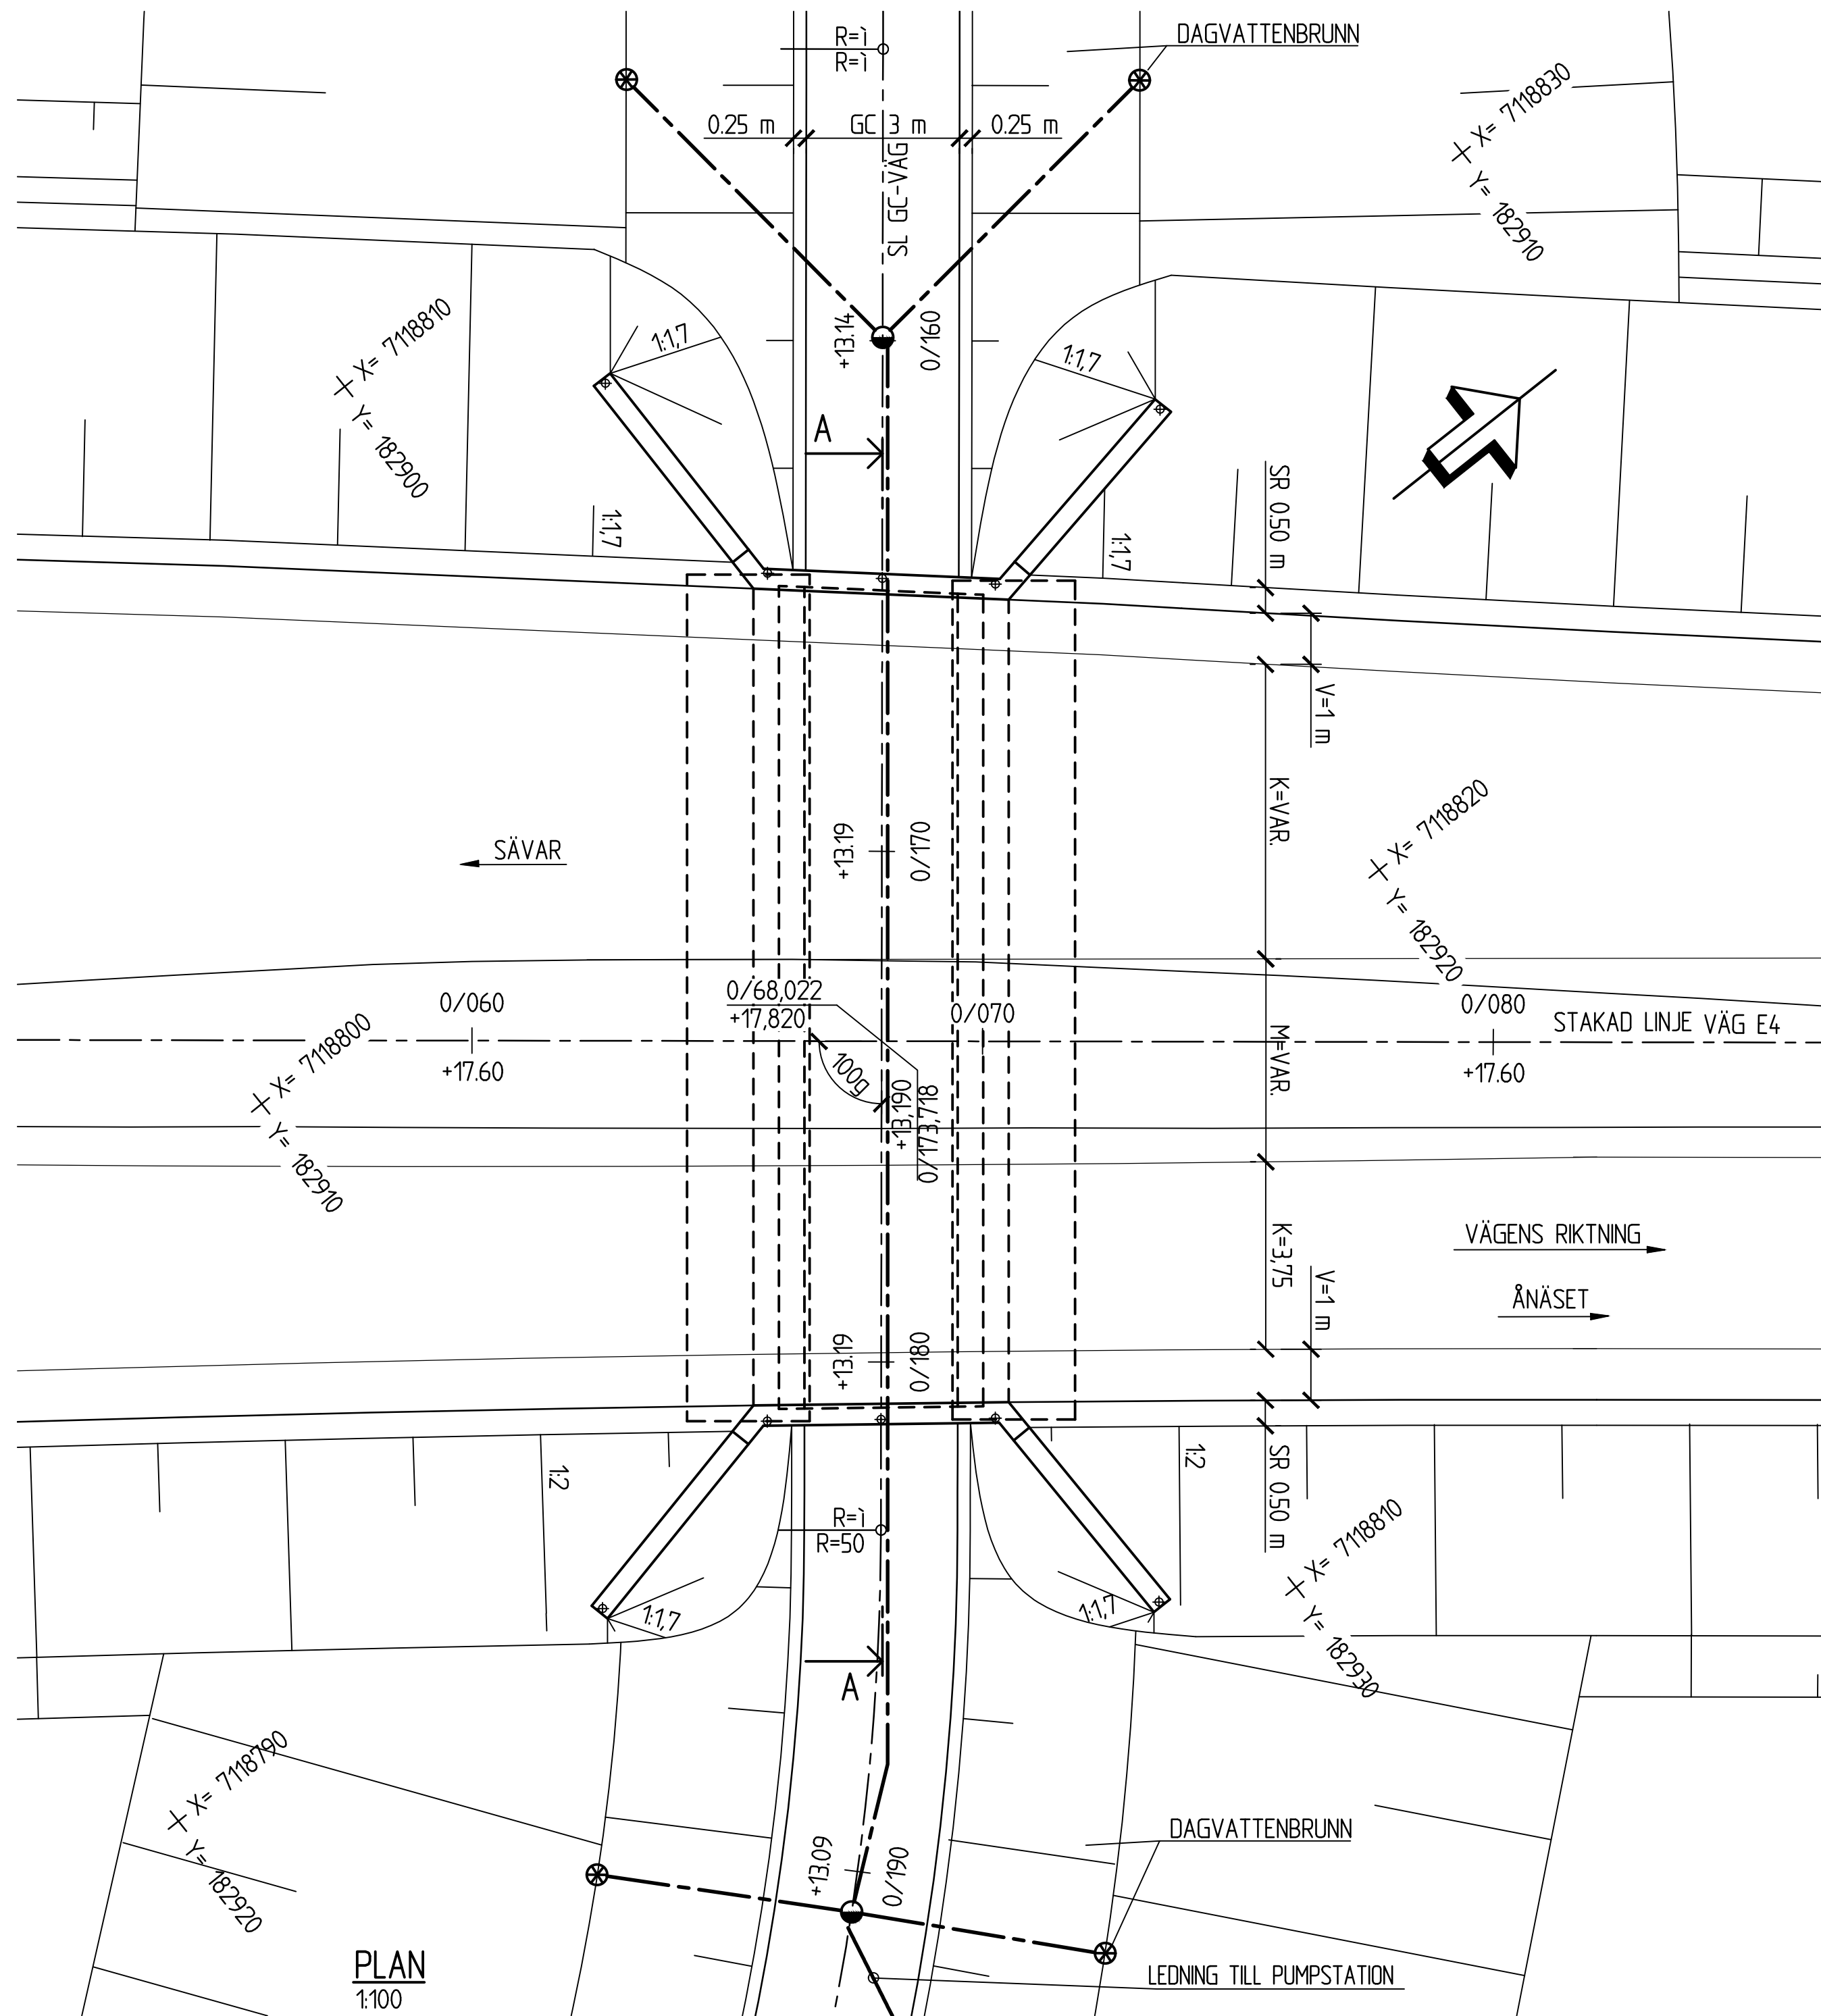 R=ì
R=ì
DAGVATTENBRUNN
0.25 m
GC 3 m
0.25 m
SL GC-VÄG
X= 7118830
Y= 182910
X= 7118810
Y= 182900
1:1,7
+13.14
0/160
1:1,7
A
1:1,7
1:1,7
SR 0.50 m
V=1 m
K=VAR.
SÄVAR
+13.19
0/170
X= 7118820
Y= 182920
0/060
+17.60
0/68,022
+17,820
0/070
0/080
+17.60
STAKAD LINJE VÄG E4
M=VAR.
100g
+13,190
0/173,718
X= 7118800
Y= 182910
VÄGENS RIKTNING
K=3,75
V=1 m
ÅNÄSET
+13.19
0/180
1:2
1:2
SR 0.50 m
R=ì
R=50
X= 7118810
Y= 182930
1:1,7
1:1,7
A
X= 7118790
Y= 182920
DAGVATTENBRUNN
+13.09
0/190
PLAN
1:100
LEDNING TILL PUMPSTATION